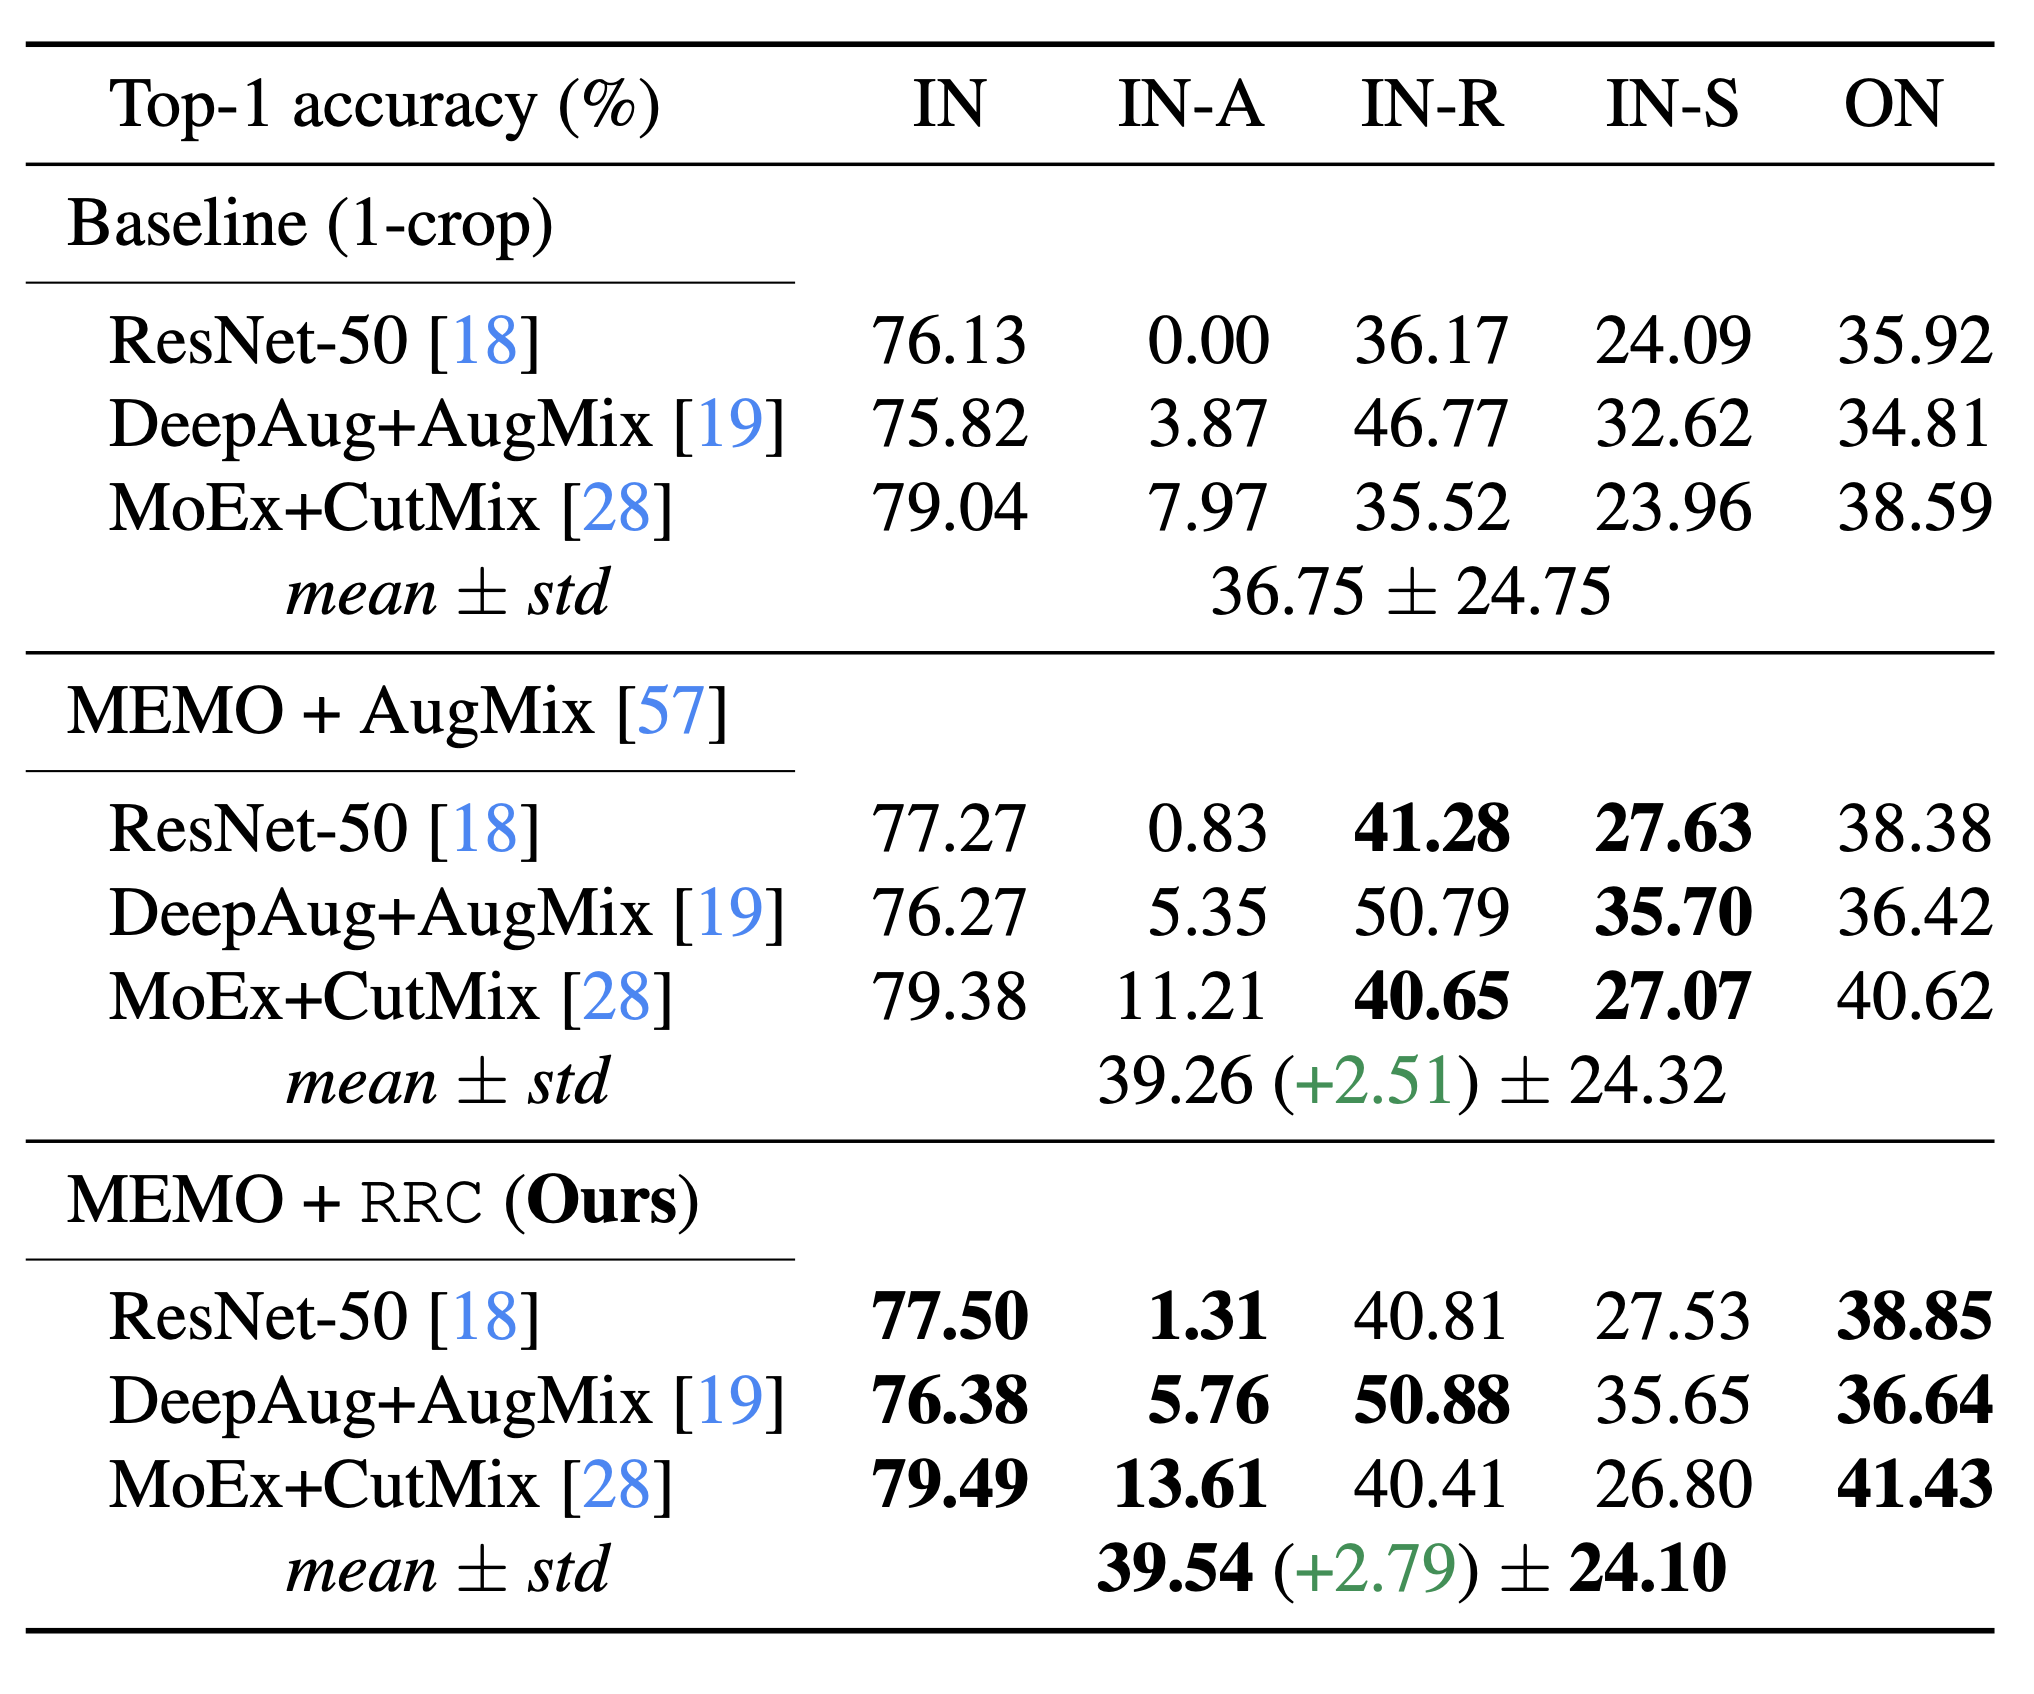 Top-1 accuracy (%) IN IN-A IN-R IN-S ON
Baseline (1-crop)
ResNet-50 [18] 76.13 0.00 36.17 24.09 35.92
DeepAug+AugMix [19] 75.82 3.87 46.77 32.62 34.81
MoEx+CutMix [28] 79.04 7.97 35.52 23.96 38.59
mean ± std 36.75 ± 24.75
MEMO + AugMix [57]
ResNet-50 [18] 77.27 0.83 41.28 27.63 38.38
DeepAug+AugMix [19] 76.27 5.35 50.79 35.70 36.42
MoEx+CutMix [28] 79.38 11.21 40.65 27.07 40.62
mean ± std 39.26 (+2.51) ± 24.32
MEMO + RRC (Ours)
ResNet-50 [18] 77.50 1.31 40.81 27.53 38.85
DeepAug+AugMix [19] 76.38 5.76 50.88 35.65 36.64
MoEx+CutMix [28] 79.49 13.61 40.41 26.80 41.43
mean ± std 39.54 (+2.79) ± 24.10